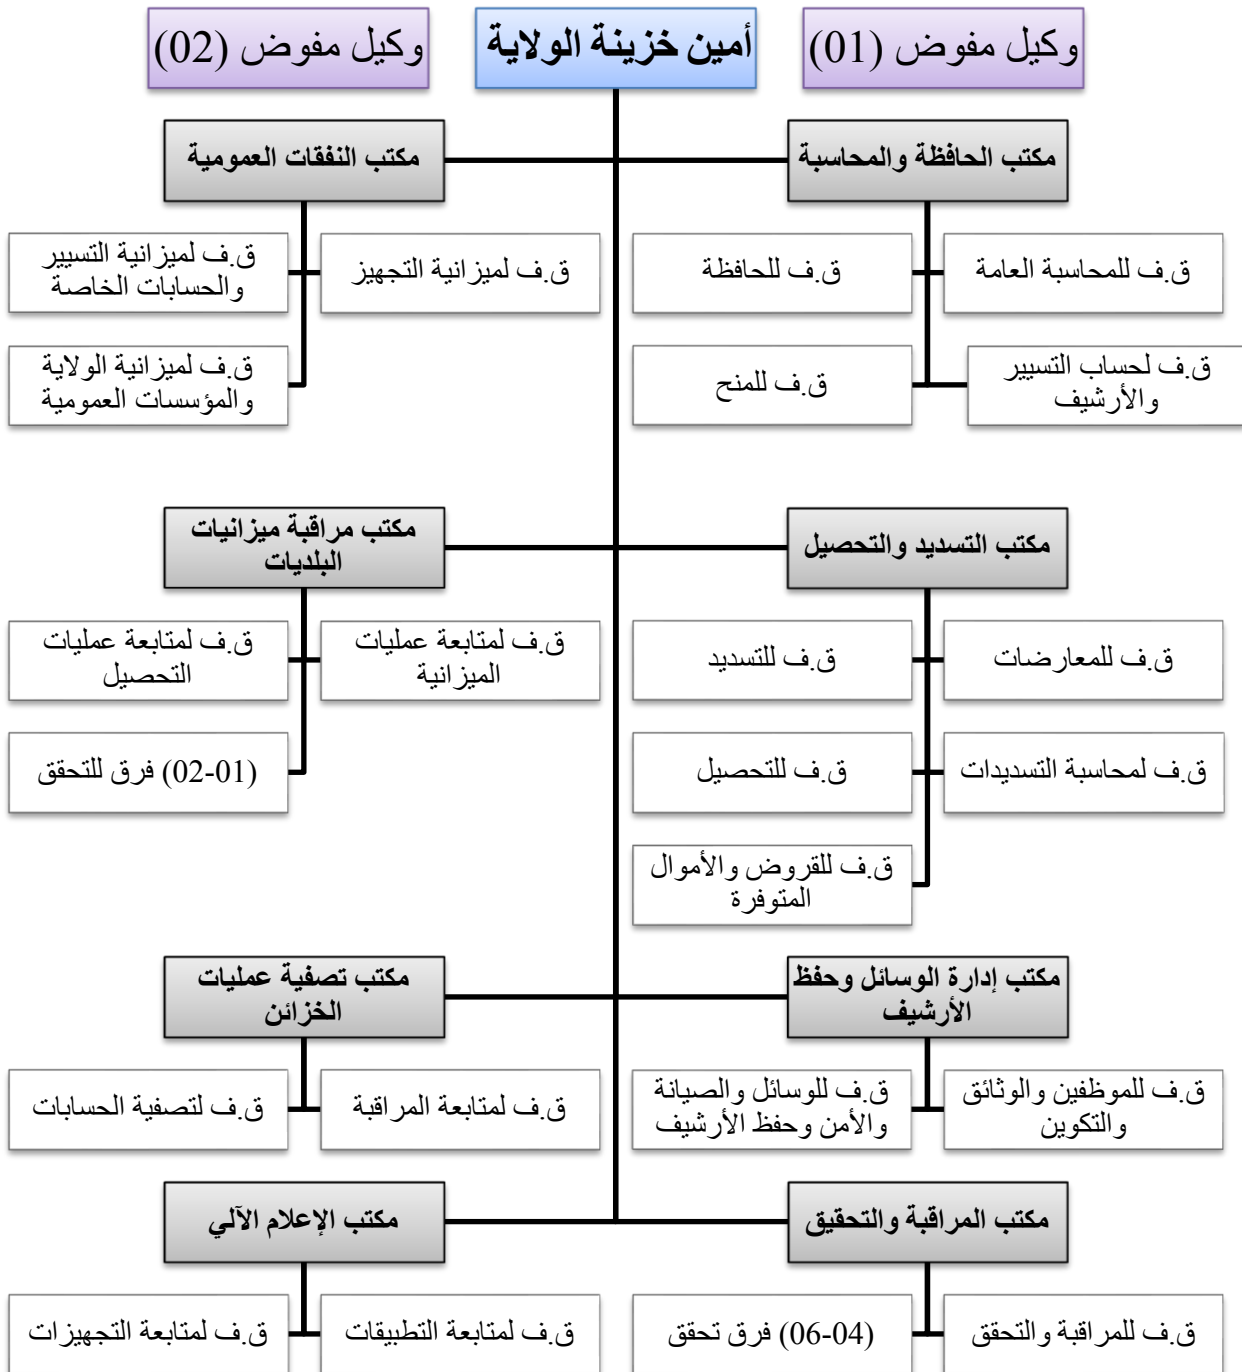 وكيل مفوض (01)
أمين خزينة الولاية
وكيل مفوض (02)
مكتب الحافظة والمحاسبة
مكتب النفقات العمومية
ق.ف للمحاسبة العامة
ق.ف للحافظة
ق.ف لميزانية التجهيز
ق.ف لميزانية التسيير
والحسابات الخاصة
ق.ف لحساب التسيير
والأرشيف
ق.ف للمنح
ق.ف لميزانية الولاية
والمؤسسات العمومية
مكتب التسديد والتحصيل
مكتب مراقبة ميزانيات
البلديات
ق.ف للمعارضات
ق.ف للتسديد
ق.ف لمتابعة عمليات
الميزانية
ق.ف لمتابعة عمليات
التحصيل
ق.ف لمحاسبة التسديدات
ق.ف للتحصيل
(02-01) فرق للتحقق
ق.ف للقروض والأموال
المتوفرة
مكتب إدارة الوسائل وحفظ
الأرشيف
مكتب تصفية عمليات
الخزائن
ق.ف للموظفين والوثائق
والتكوين
ق.ف للوسائل والصيانة
والأمن وحفظ الأرشيف
ق.ف لمتابعة المراقبة
ق.ف لتصفية الحسابات
مكتب المراقبة والتحقيق
مكتب الإعلام الآلي
ق.ف للمراقبة والتحقق
(06-04) فرق تحقق
ق.ف لمتابعة التطبيقات
ق.ف لمتابعة التجهيزات